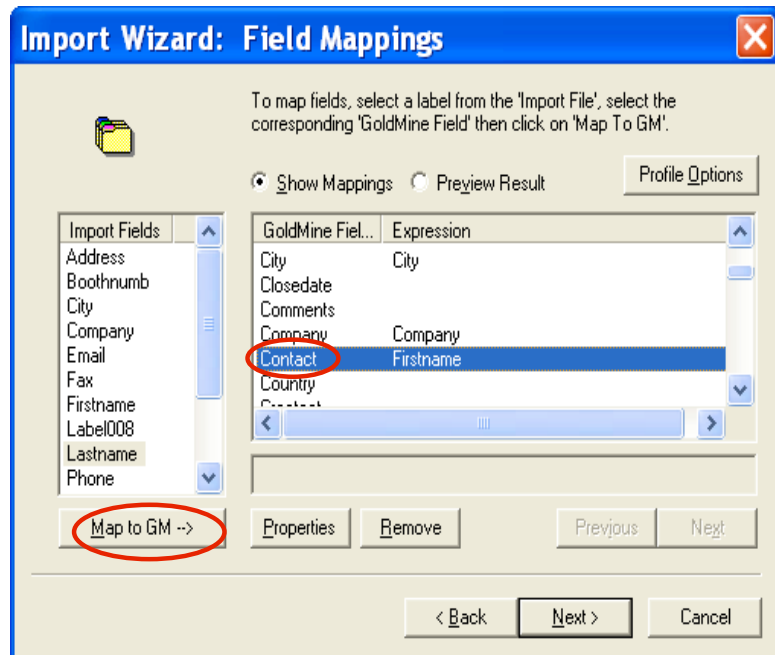 Import Wizard: Field Mappings
To map fields, select a label from the 'Import File', select the
corresponding 'GoldMine Field' then click on 'Map To GM'.
Show Mappings
Preview Result
Profile Options
Import Fields
Address
Boothnumb
City
Company
Email
Fax
Firstname
Label008
Lastname
Phone
GoldMine Fiel... Expression
City City
Closedate
Comments
Company Company
Contact Firstname
Country
Map to GM -->
Properties
Remove
Previous
Next
< Back
Next >
Cancel